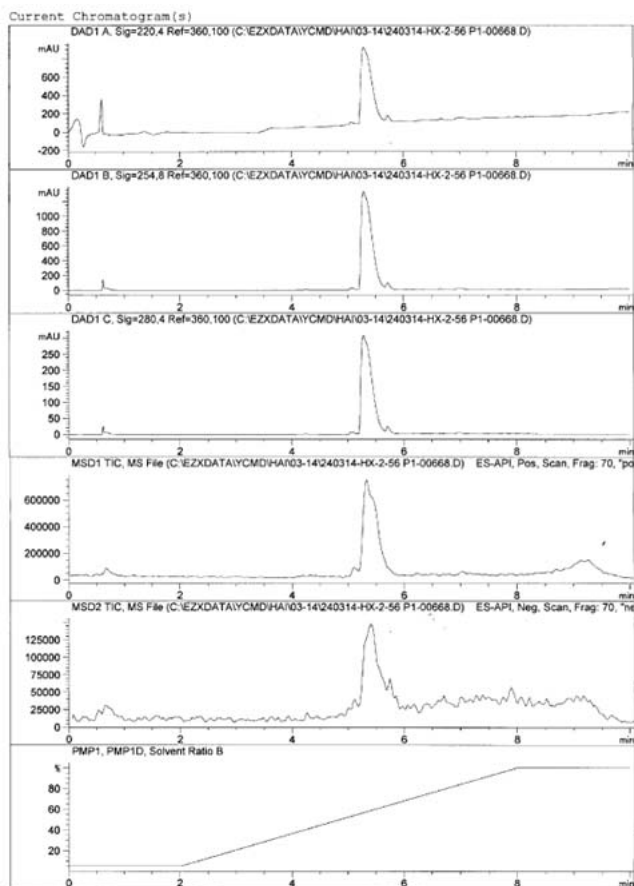 Current Chromatogram(s)
DAD1 A, Sig=220,4 Ref=360,100 (C:\EZXDATA\YCMD\HAI\03-14\240314-HX-2-56 P1-00668.D)
mAU
600
400
200
0
-200
0 2 4 6 8 min
DAD1 B, Sig=254,8 Ref=360,100 (C:\EZXDATA\YCMD\HAI\03-14\240314-HX-2-56 P1-00668.D)
mAU
1000
800
600
400
200
0
0 2 4 6 8 min
DAD1 C, Sig=280,4 Ref=360,100 (C:\EZXDATA\YCMD\HAI\03-14\240314-HX-2-56 P1-00668.D)
mAU
250
200
150
100
50
0
0 2 4 6 8 min
MSD1 TIC, MS File (C:\EZXDATA\YCMD\HAI\03-14\240314-HX-2-56 P1-00668.D) ES-API, Pos, Scan, Frag: 70, "po
600000
400000
200000
0
0 2 4 6 8 min
MSD2 TIC, MS File (C:\EZXDATA\YCMD\HAI\03-14\240314-HX-2-56 P1-00668.D) ES-API, Neg, Scan, Frag: 70, "ne
125000
100000
75000
50000
25000
0
0 2 4 6 8 min
PMP1, PMP1D, Solvent Ratio B
%
80
60
40
20
0 2 4 6 8 min